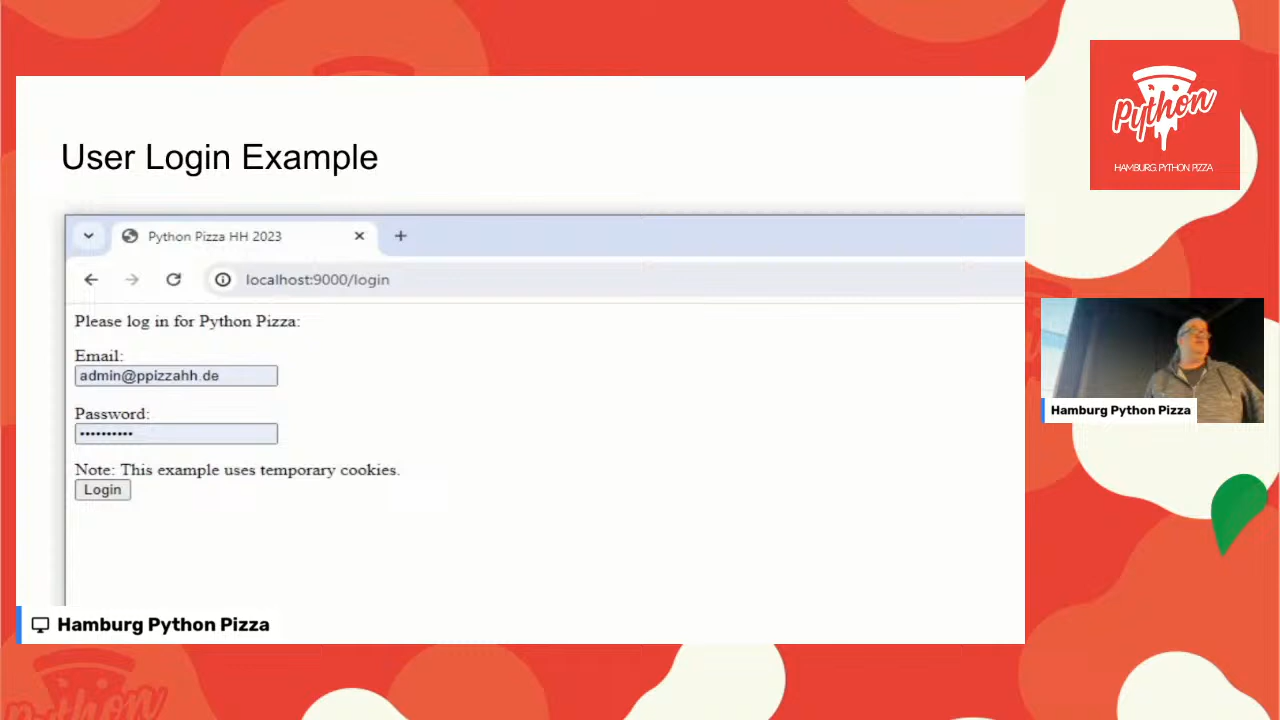 User Login Example
Python Pizza HH 2023
localhost:9000/login
Please log in for Python Pizza:
Email:
admin@ppizzahh.de
Password:
••••••••••
Note: This example uses temporary cookies.
Login
Hamburg Python Pizza
Python
HAMBURG PYTHON PIZZA
Hamburg Python Pizza
Python